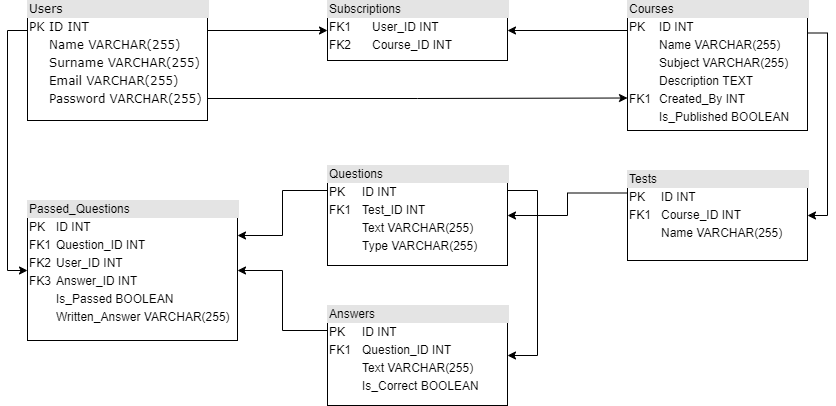 Users
PK ID INT
Name VARCHAR(255)
Surname VARCHAR(255)
Email VARCHAR(255)
Password VARCHAR(255)
Subscriptions
FK1 User_ID INT
FK2 Course_ID INT
Courses
PK ID INT
Name VARCHAR(255)
Subject VARCHAR(255)
Description TEXT
FK1 Created_By INT
Is_Published BOOLEAN
Passed_Questions
PK ID INT
FK1 Question_ID INT
FK2 User_ID INT
FK3 Answer_ID INT
Is_Passed BOOLEAN
Written_Answer VARCHAR(255)
Questions
PK ID INT
FK1 Test_ID INT
Text VARCHAR(255)
Type VARCHAR(255)
Tests
PK ID INT
FK1 Course_ID INT
Name VARCHAR(255)
Answers
PK ID INT
FK1 Question_ID INT
Text VARCHAR(255)
Is_Correct BOOLEAN